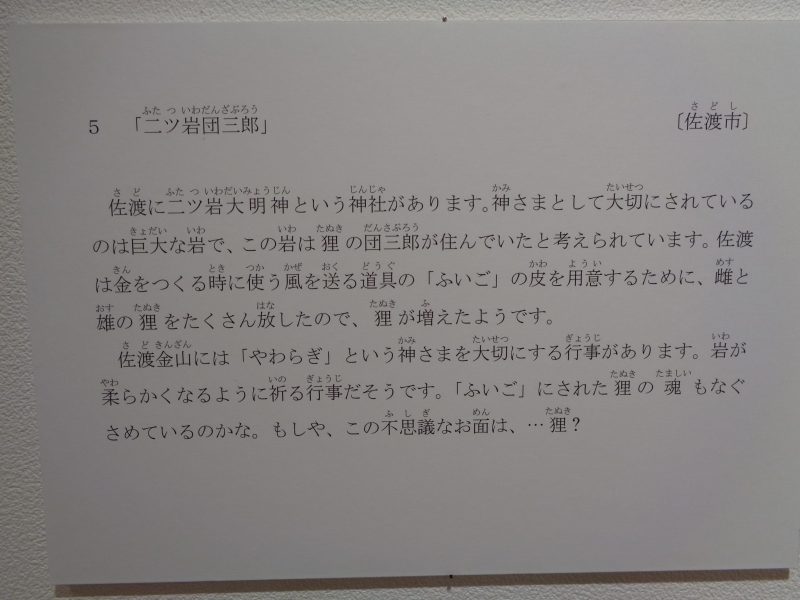 5　「二ツ岩団三郎」　〔佐渡市〕
佐渡に二ツ岩大明神という神社があります。神さまとして大切にされている
のは巨大な岩で、この岩は狸の団三郎が住んでいたと考えられています。佐渡
は金をつくる時に使う風を送る道具の「ふいご」の皮を用意するために、雌と
雄の狸をたくさん放したので、狸が増えたようです。
佐渡金山には「やわらぎ」という神さまを大切にする行事があります。岩が
柔らかくなるように祈る行事だそうです。「ふいご」にされた狸の魂もなぐ
さめているのかな。もしや、この不思議なお面は、…狸？